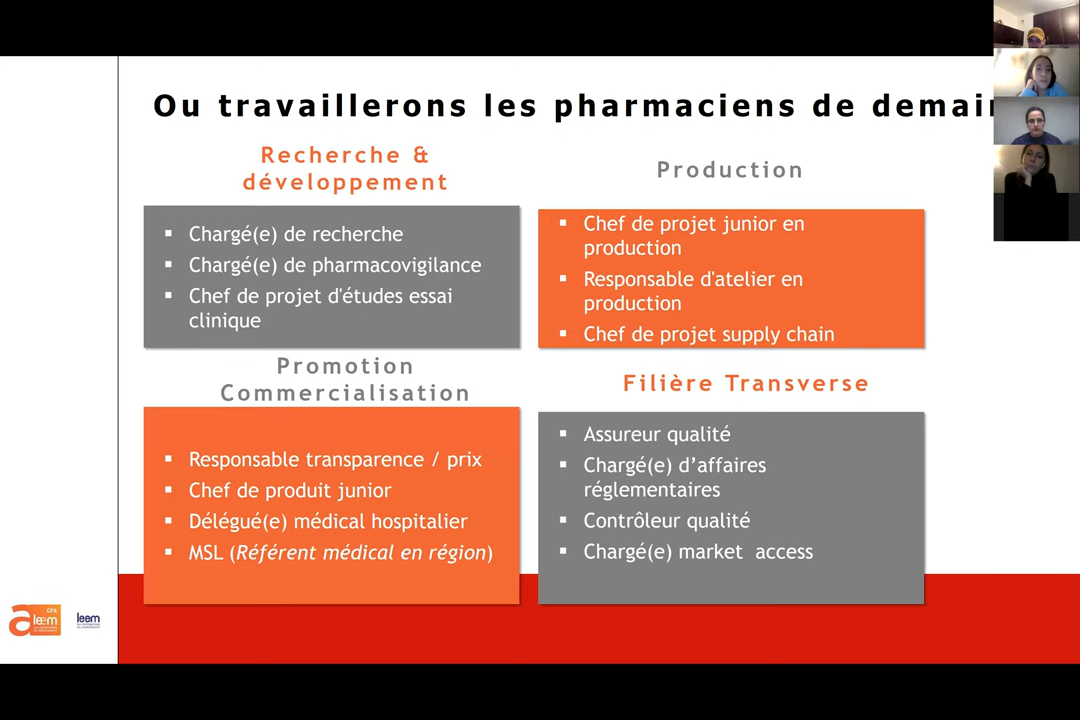 Ou travaillerons les pharmaciens de
Recherche &
développement
Chargé(e) de recherche
Chargé(e) de pharmacovigilance
Chef de projet d'études essai
clinique
Production
Chef de projet junior en
production
Responsable d'atelier en
production
Chef de projet supply chain
Promotion
Commercialisation
Responsable transparence / prix
Chef de produit junior
Délégué(e) médical hospitalier
MSL (Référent médical en région)
Filière Transverse
Assureur qualité
Chargé(e) d’affaires
réglementaires
Contrôleur qualité
Chargé(e) market  access
CFA
leem
leem